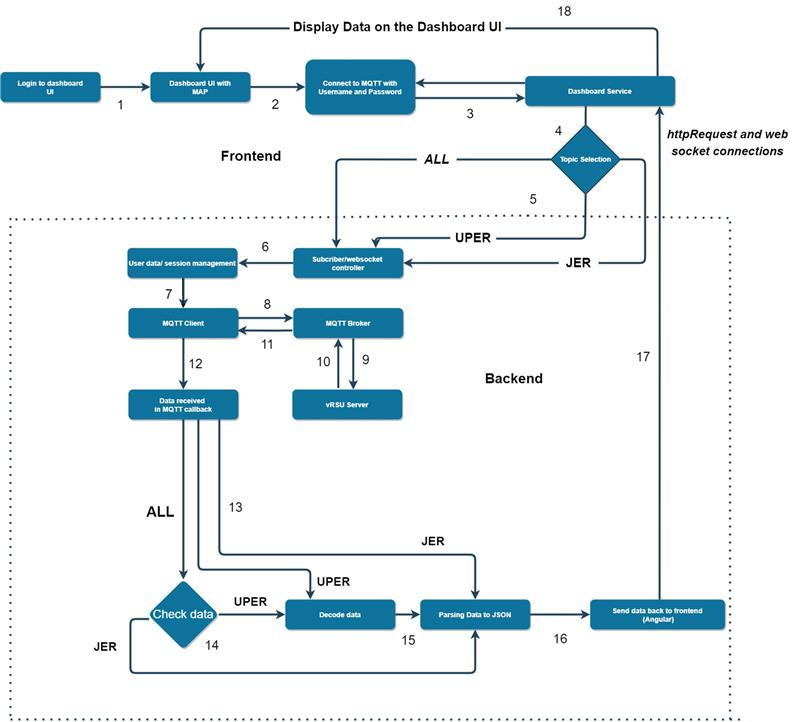 18
Display Data on the Dashboard UI
Login to dashboard
UI
1
Dashboard UI with
MAP
2
Connect to MQTT with
Username and Password
3
Dashboard Service
httpRequest and web
socket connections
4
Frontend
ALL
Topic Selection
5
UPER
JER
User data/ session management
6
Subcriber/websocket
controller
7
MQTT Client
8
11
MQTT Broker
12
10
9
17
Backend
Data received
in MQTT callback
vRSU Server
ALL
13
JER
UPER
Check data
UPER
Decode data
Parsing Data to JSON
Send data back to frontend
(Angular)
JER
14
15
16